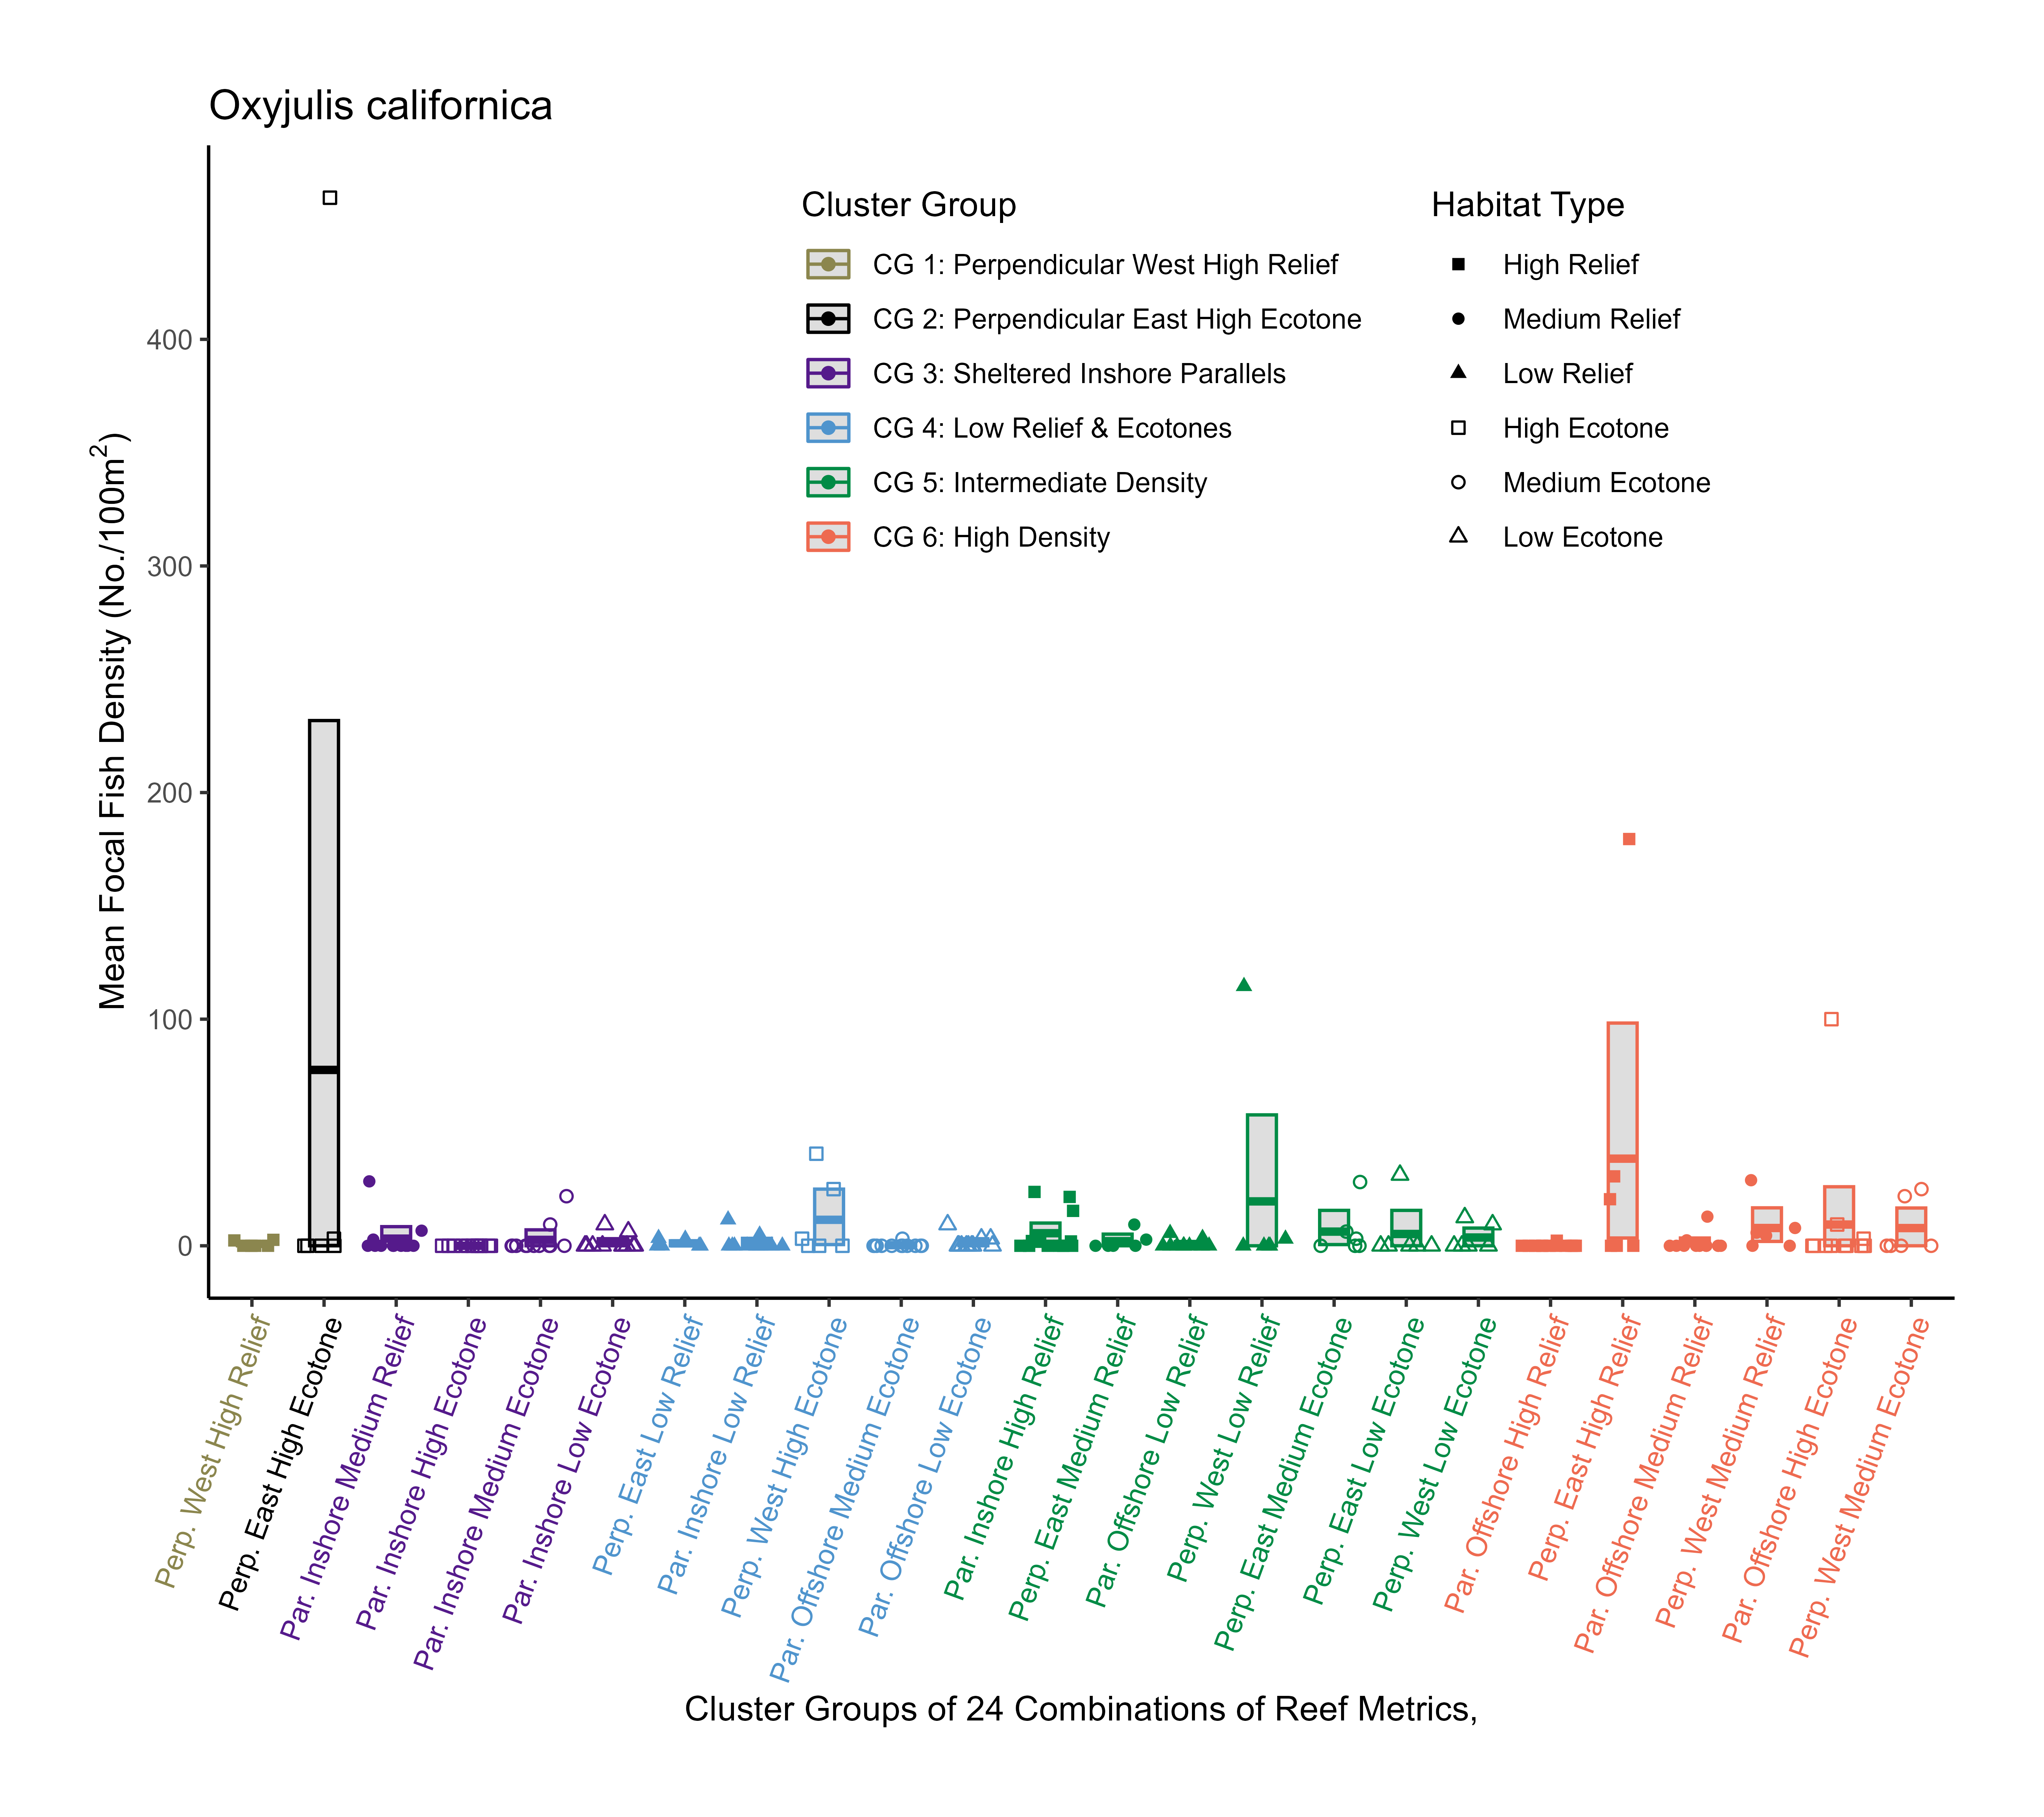 Oxyjulis californica
Mean Focal Fish Density (No./100m²)
400
300
200
100
0
Cluster Group
CG 1: Perpendicular West High Relief
CG 2: Perpendicular East High Ecotone
CG 3: Sheltered Inshore Parallels
CG 4: Low Relief & Ecotones
CG 5: Intermediate Density
CG 6: High Density
Habitat Type
High Relief
Medium Relief
Low Relief
High Ecotone
Medium Ecotone
Low Ecotone
Perp. West High Relief
Perp. East High Ecotone
Par. Inshore Medium Relief
Par. Inshore High Ecotone
Par. Inshore Medium Ecotone
Par. Inshore Low Ecotone
Perp. East Low Relief
Par. Inshore Low Relief
Perp. West High Ecotone
Par. Offshore Medium Ecotone
Par. Offshore Low Ecotone
Par. Inshore High Relief
Perp. East Medium Relief
Par. Offshore Low Relief
Perp. West Low Relief
Perp. East Medium Ecotone
Perp. East Low Ecotone
Perp. West Low Ecotone
Par. Offshore High Relief
Perp. East High Relief
Par. Offshore Medium Relief
Perp. West Medium Relief
Par. Offshore High Ecotone
Perp. West Medium Ecotone
Cluster Groups of 24 Combinations of Reef Metrics,